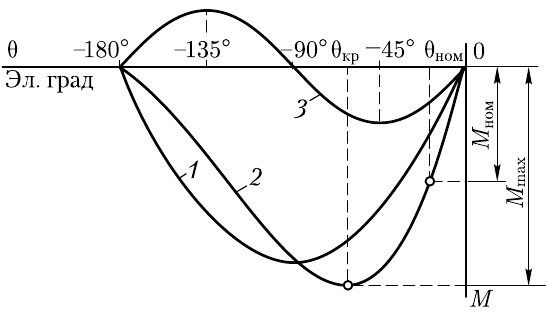 θ –180° –135° –90° θкр –45° θном 0
Эл. град
3
Mном
1 2
Mmax
M